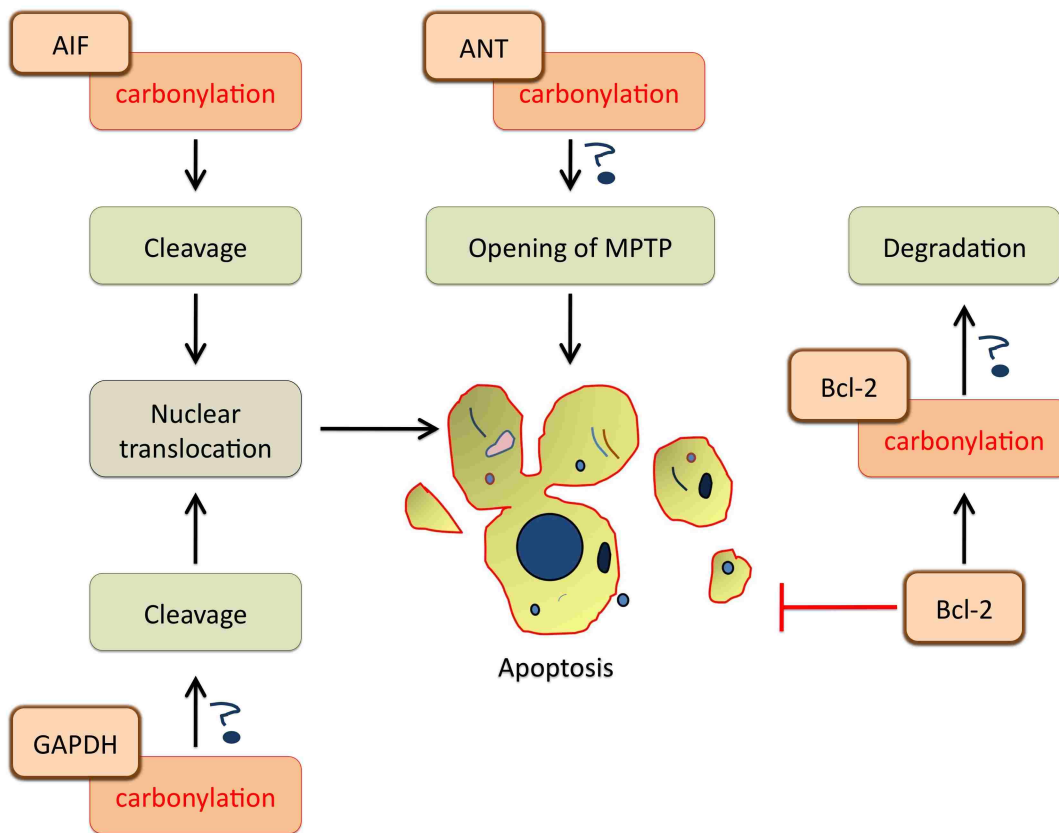 AIF
carbonylation
ANT
carbonylation
?
Cleavage
Opening of MPTP
Degradation
?
Bcl-2
carbonylation
Nuclear
translocation
Cleavage
Bcl-2
Apoptosis
?
GAPDH
carbonylation